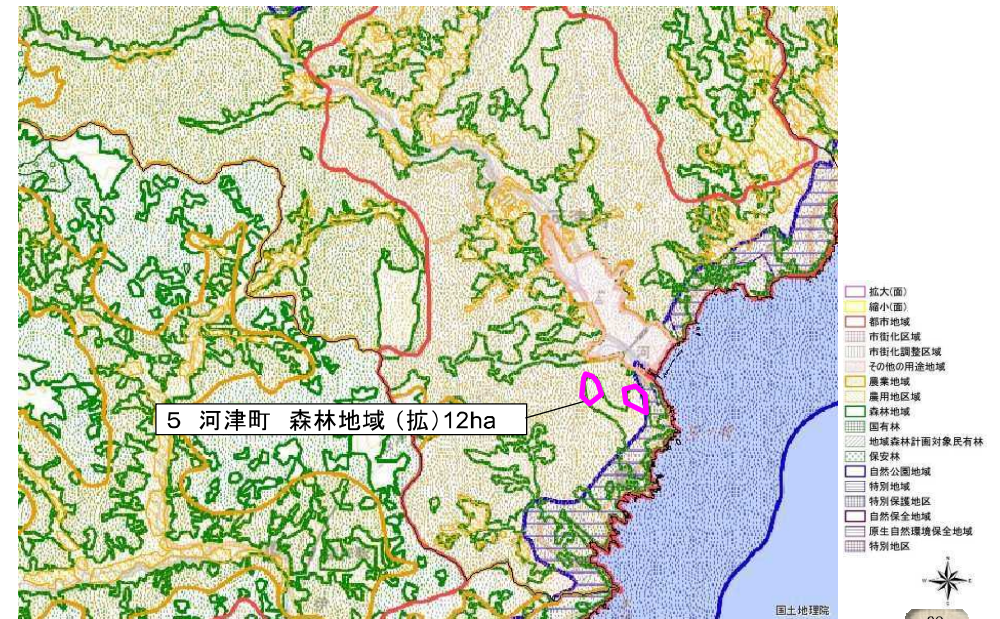 5 河津町 森林地域 (拡)12ha
拡大(面)
縮小(面)
都市地域
市街化区域
市街化調整区域
その他の用途地域
農業地域
農用地区域
森林地域
国有林
地域森林計画対象民有林
保安林
自然公園地域
特別地域
特別保護地区
自然保全地域
原生自然環境保全地域
特別地区
国土地理院